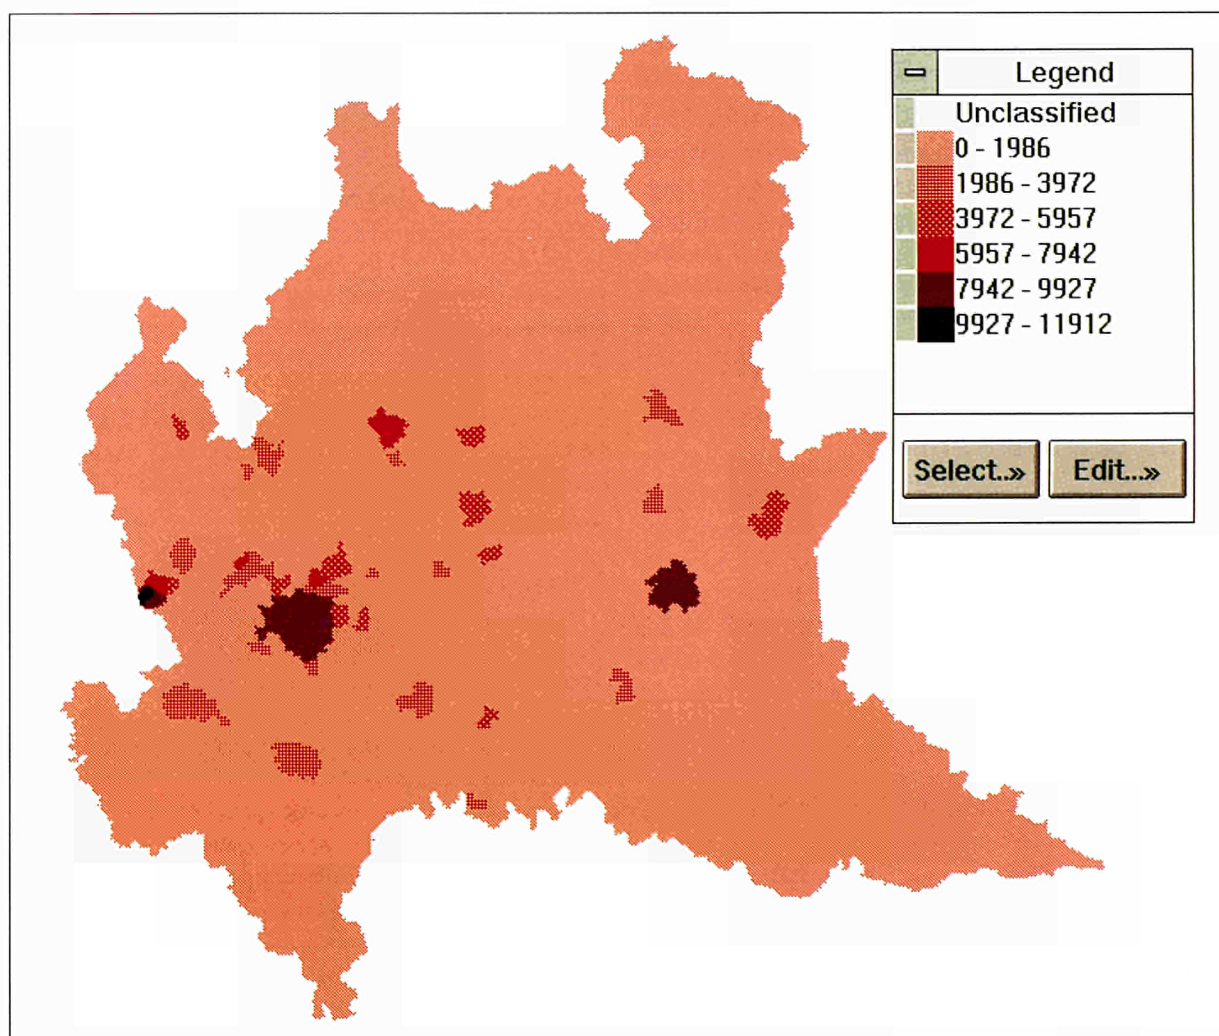 Legend
Unclassified
0 - 1986
1986 - 3972
3972 - 5957
5957 - 7942
7942 - 9927
9927 - 11912
Select..» Edit...»